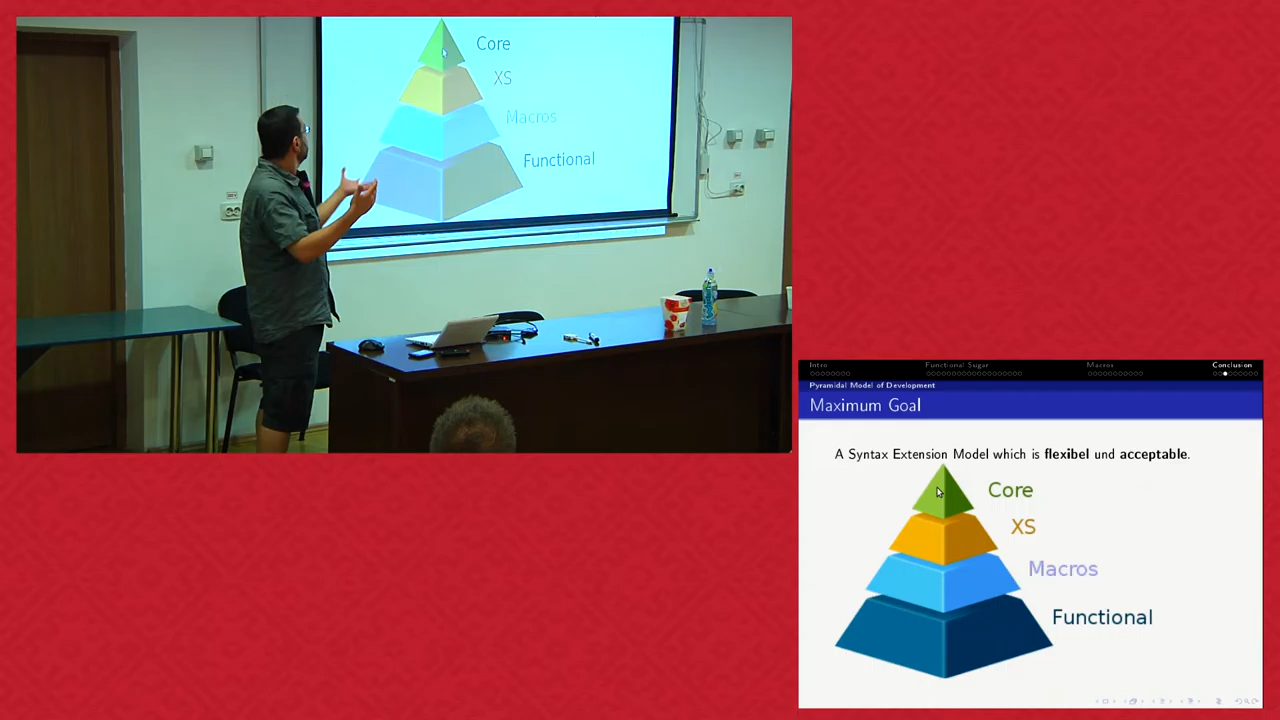 Core
XS
Macros
Functional
Intro
Functional Sugar
Macros
Conclusion
Pyramidal Model of Development
Maximum Goal
A Syntax Extension Model which is flexibel und acceptable.
Core
XS
Macros
Functional